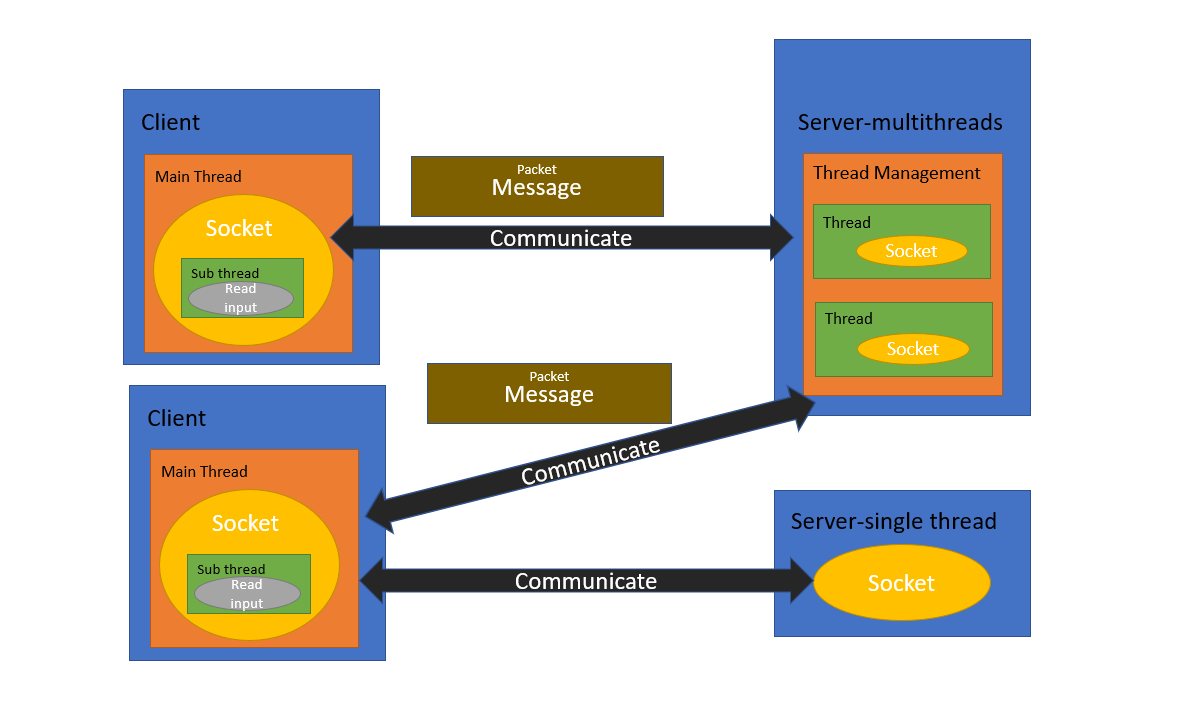 Client
Main Thread
Socket
Sub thread
Read
input
Packet
Message
Communicate
Server-multithreads
Thread Management
Thread
Socket
Thread
Socket
Client
Main Thread
Socket
Sub thread
Read
input
Packet
Message
Communicate
Communicate
Server-single thread
Socket